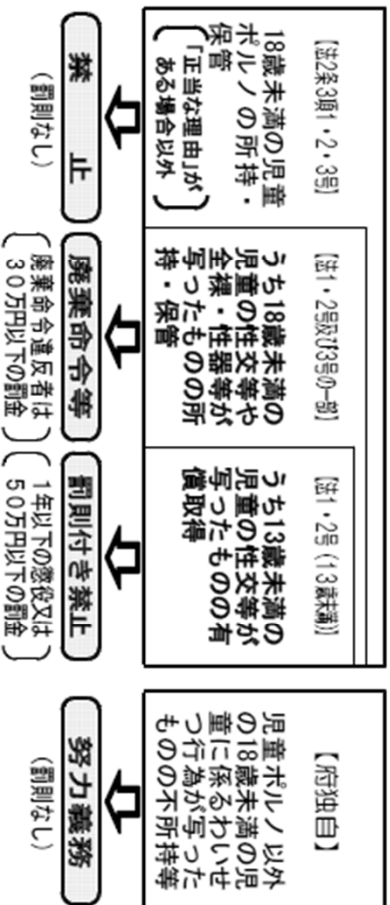 【法2条3項1・2・3号】
18歳未満の児童
ポルノの所持・
保管
「正当な理由」が
ある場合以外
禁　止
（罰則なし）
【法1・2号及び3号の一部】
うち18歳未満の
児童の性交等や
全裸・性器等が
写ったものの所
持・保管
廃棄命令等
廃棄命令違反者は
30万円以下の罰金
【法1・2号（13歳未満）】
うち13歳未満の
児童の性交等が
写ったものの有
償取得
罰則付き禁止
1年以下の懲役又は
50万円以下の罰金
【府独自】
児童ポルノ以外
の18歳未満の児
童に係るわいせ
つ行為が写った
ものの不所持等
努力義務
（罰則なし）